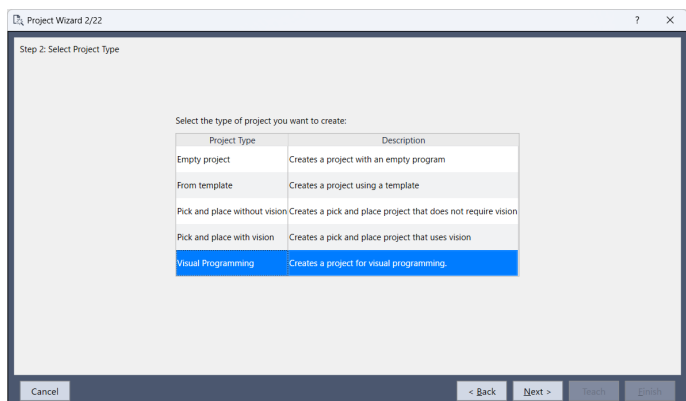 Project Wizard 2/22
Step 2: Select Project Type
Select the type of project you want to create:
Project Type Description
Empty project Creates a project with an empty program
From template Creates a project using a template
Pick and place without vision Creates a pick and place project that does not require vision
Pick and place with vision Creates a pick and place project that uses vision
Visual Programming Creates a project for visual programming.
Cancel < Back Next > Teach Finish